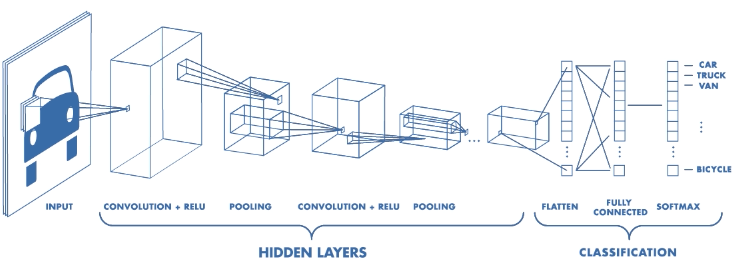 CAR
TRUCK
VAN
BICYCLE
INPUT
CONVOLUTION + RELU
POOLING
CONVOLUTION + RELU
POOLING
FLATTEN
FULLY
CONNECTED
SOFTMAX
HIDDEN LAYERS
CLASSIFICATION